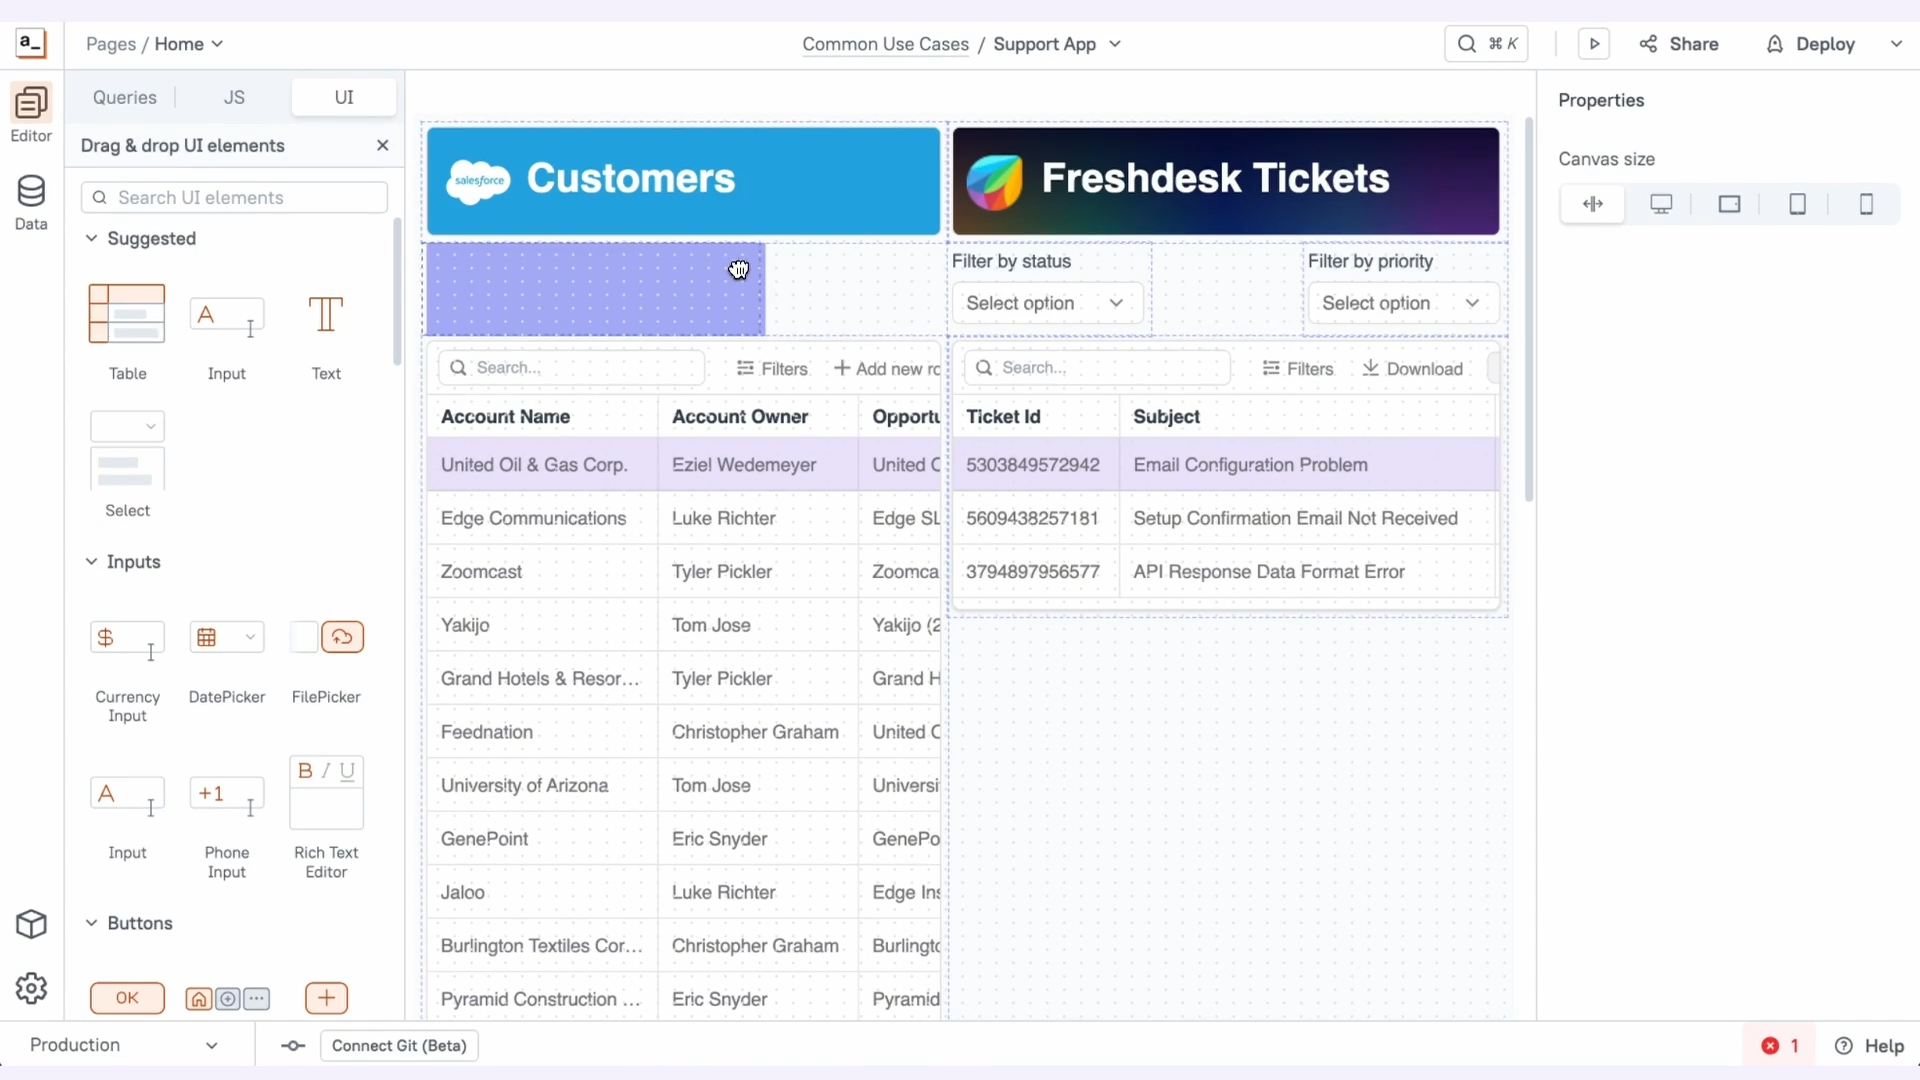 a_
Pages / Home
Common Use Cases / Support App
⌘ K
Share
Deploy
Editor
Data
Queries
JS
UI
Drag & drop UI elements
Search UI elements
Suggested
A
Table
Input
Text
Select
Inputs
$
Currency
Input
DatePicker
FilePicker
A
+1
B I U
Input
Phone
Input
Rich Text
Editor
Buttons
OK
salesforce
Customers
Freshdesk Tickets
Filter by status
Select option
Filter by priority
Select option
Search...
Filters
Add new ro
Search...
Filters
Download
Account Name
Account Owner
Opportu
United Oil & Gas Corp.
Eziel Wedemeyer
United O
Edge Communications
Luke Richter
Edge SL
Zoomcast
Tyler Pickler
Zoomca
Yakijo
Tom Jose
Yakijo (2
Grand Hotels & Resor...
Tyler Pickler
Grand H
Feednation
Christopher Graham
United O
University of Arizona
Tom Jose
Universi
GenePoint
Eric Snyder
GenePo
Jaloo
Luke Richter
Edge Ins
Burlington Textiles Cor...
Christopher Graham
Burlingto
Pyramid Construction ...
Eric Snyder
Pyramid
Ticket Id
Subject
5303849572942
Email Configuration Problem
5609438257181
Setup Confirmation Email Not Received
3794897956577
API Response Data Format Error
Properties
Canvas size
Production
Connect Git (Beta)
1
Help